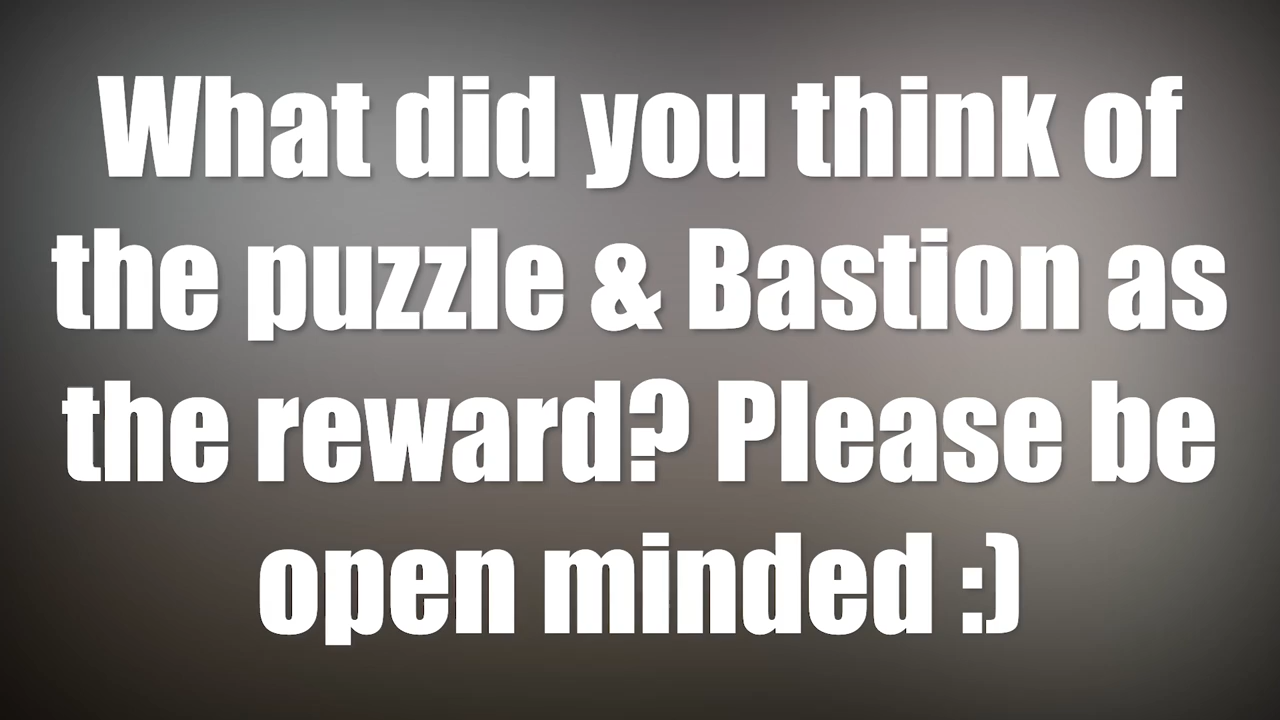 What did you think of
the puzzle & Bastion as
the reward? Please be
open minded :)